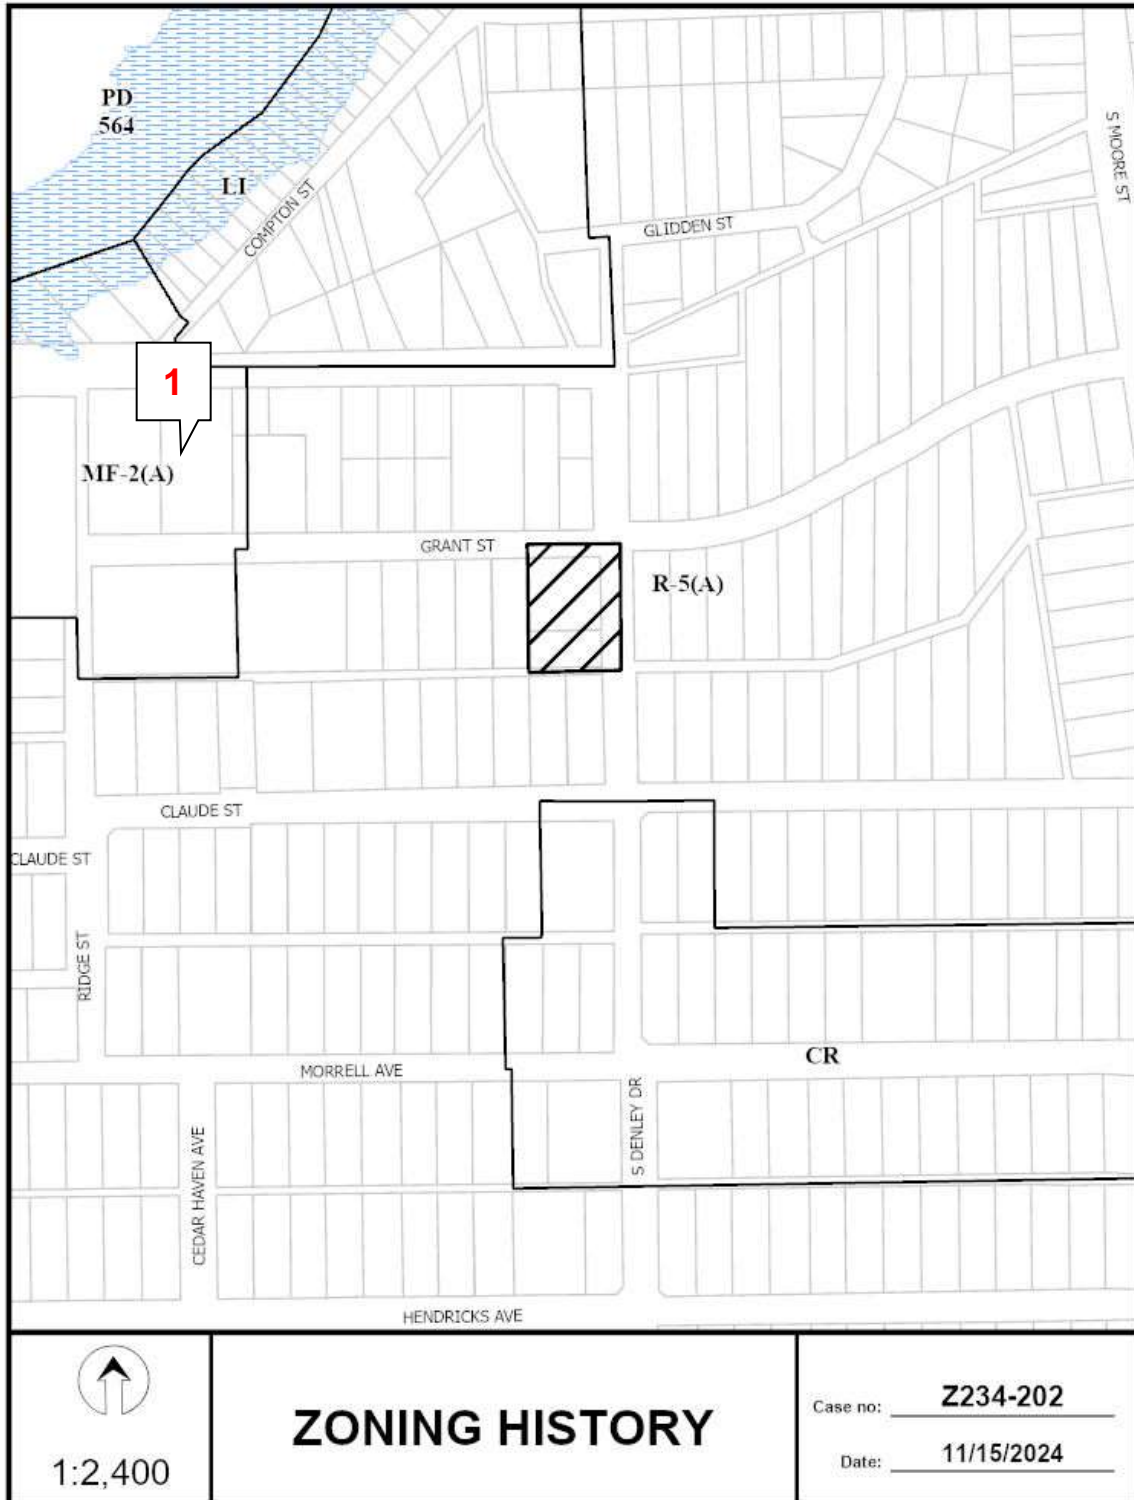 PD
564
LI
COMPTON ST
S MOORE ST
GLIDDEN ST
1
MF-2(A)
GRANT ST
R-5(A)
CLAUDE ST
CLAUDE ST
RIDGE ST
MORRELL AVE
CR
S DENLEY DR
CEDAR HAVEN AVE
HENDRICKS AVE
1:2,400
ZONING HISTORY
Case no: Z234-202
Date: 11/15/2024